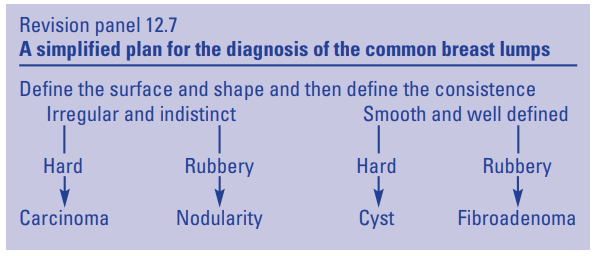 Revision panel 12.7
A simplified plan for the diagnosis of the common breast lumps
Define the surface and shape and then define the consistence
Irregular and indistinct Smooth and well defined
Hard Rubbery Hard Rubbery
Carcinoma Nodularity Cyst Fibroadenoma